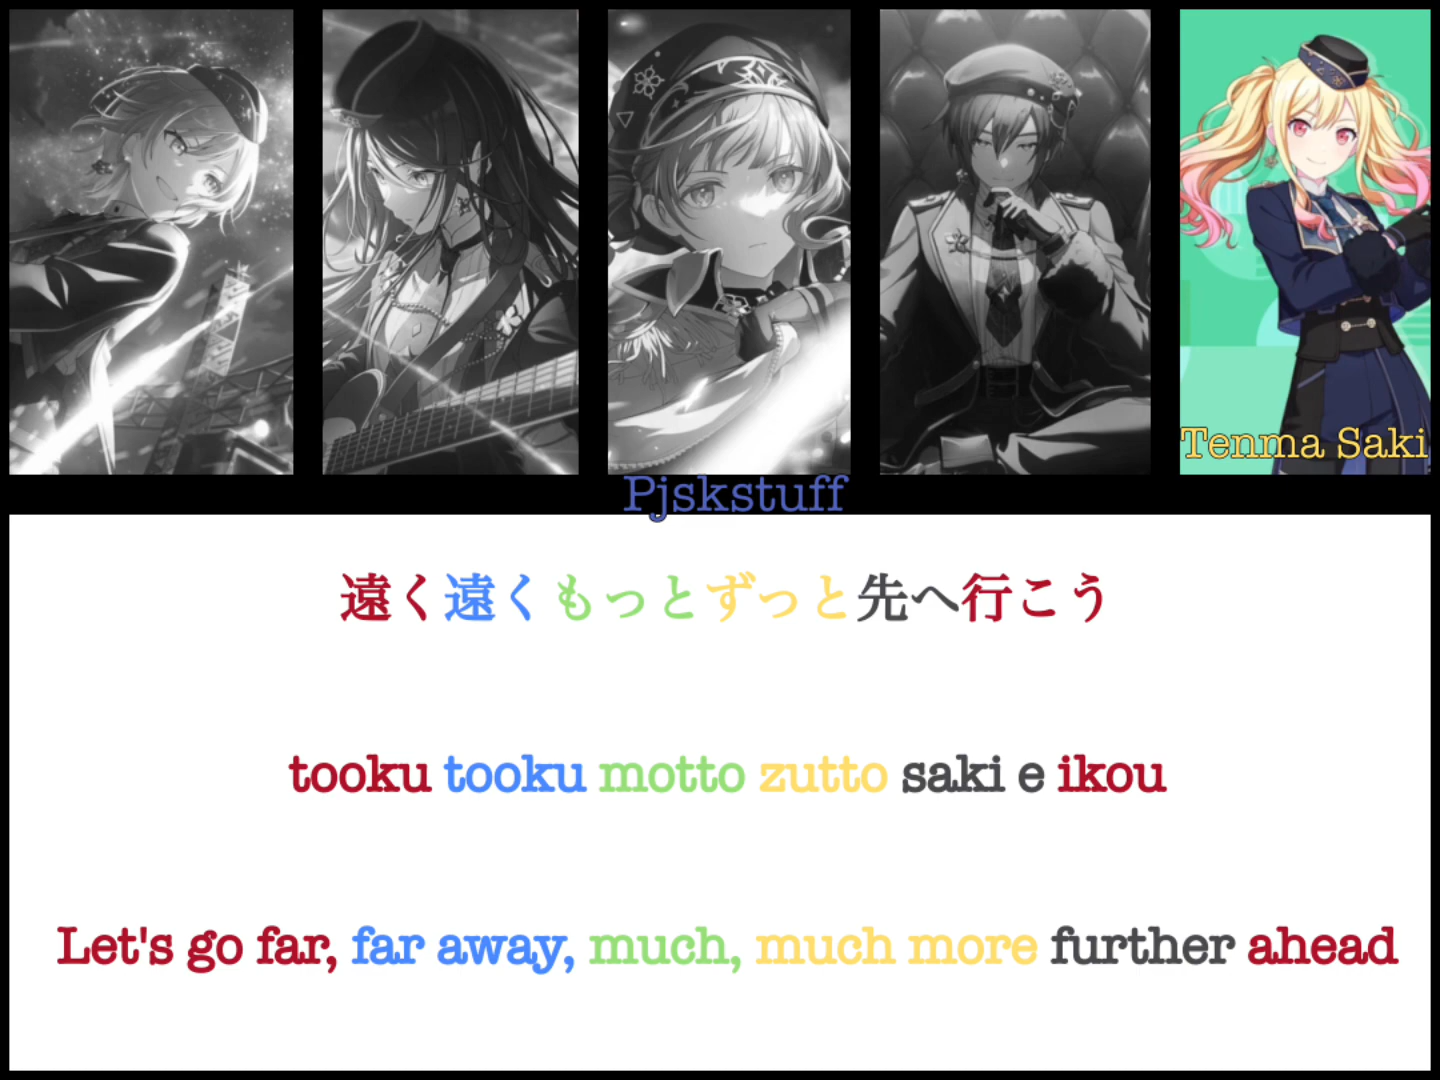 Tenma Saki
Pjskstuff
遠く遠くもっとずっと先へ行こう
tooku tooku motto zutto saki e ikou
Let's go far, far away, much, much more further ahead